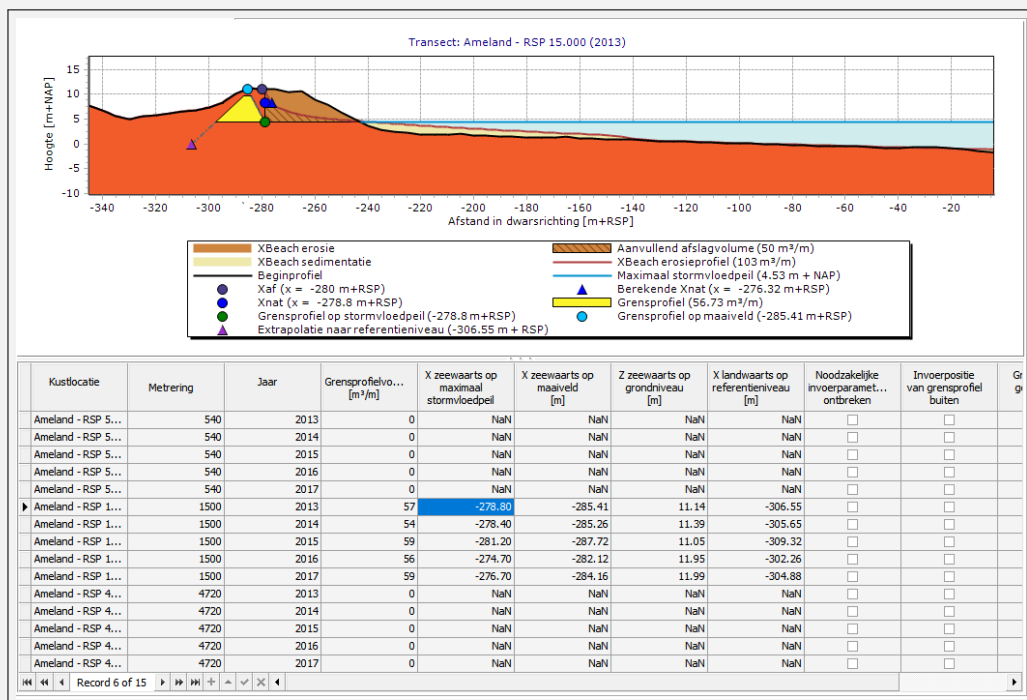 Transect: Ameland - RSP 15.000 (2013)
Hoogte [m+NAP]
15
10
5
0
-5
-10
-340 -320 -300 -280 -260 -240 -220 -200 -180 -160 -140 -120 -100 -80 -60 -40 -20
Afstand in dwarsrichting [m+RSP]
XBeach erosie
Aanvullend afslagvolume (50 m³/m)
XBeach sedimentatie
XBeach erosieprofiel (103 m³/m)
Beginprofiel
Maximaal stormvloedpeil (4.53 m + NAP)
Xaf (x = -280 m+RSP)
Berekende Xnat (x = -276.32 m+RSP)
Xnat (x = -278.8 m+RSP)
Grensprofiel (56.73 m³/m)
Grensprofiel op stormvloedpeil (-278.8 m+RSP)
Grensprofiel op maaiveld (-285.41 m+RSP)
Extrapolatie naar referentieniveau (-306.55 m + RSP)
Kustlocatie
Metrering
Jaar
Grensprofielvo...
[m³/m]
X zeewaarts op
maximaal
stormvloedpeil
X zeewaarts op
maaiveld
[m]
Z zeewaarts op
grondniveau
[m]
X landwaarts op
referentieniveau
[m]
Noodzakelijke
invoerparamet...
ontbreken
Invoerpositie
van grensprofiel
buiten
Ameland - RSP 5... 540 2013 0 NaN NaN NaN NaN
Ameland - RSP 5... 540 2014 0 NaN NaN NaN NaN
Ameland - RSP 5... 540 2015 0 NaN NaN NaN NaN
Ameland - RSP 5... 540 2016 0 NaN NaN NaN NaN
Ameland - RSP 5... 540 2017 0 NaN NaN NaN NaN
Ameland - RSP 1... 1500 2013 57 -278.80 -285.41 11.14 -306.55
Ameland - RSP 1... 1500 2014 54 -278.40 -285.26 11.39 -305.65
Ameland - RSP 1... 1500 2015 59 -281.20 -287.72 11.05 -309.32
Ameland - RSP 1... 1500 2016 56 -274.70 -282.12 11.95 -302.26
Ameland - RSP 1... 1500 2017 59 -276.70 -284.16 11.99 -304.88
Ameland - RSP 4... 4720 2013 0 NaN NaN NaN NaN
Ameland - RSP 4... 4720 2014 0 NaN NaN NaN NaN
Ameland - RSP 4... 4720 2015 0 NaN NaN NaN NaN
Ameland - RSP 4... 4720 2016 0 NaN NaN NaN NaN
Ameland - RSP 4... 4720 2017 0 NaN NaN NaN NaN
Record 6 of 15